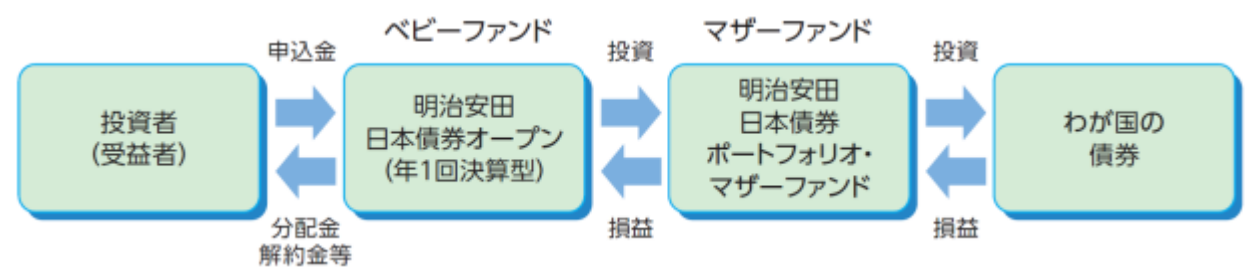 ベビーファンド
マザーファンド
申込金
投資
投資
投資者
(受益者)
明治安田
日本債券オープン
(年1回決算型)
明治安田
日本債券
ポートフォリオ・
マザーファンド
わが国の
債券
分配金
解約金等
損益
損益